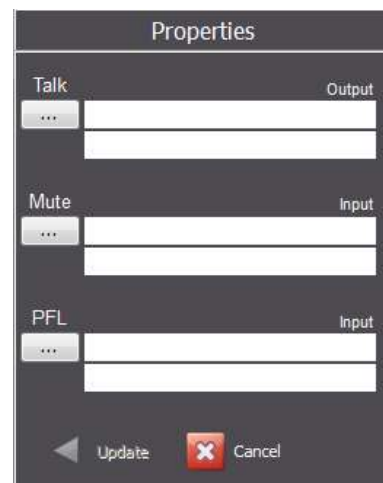 Properties
Talk
Output
...
Mute
Input
...
PFL
Input
...
Update Cancel